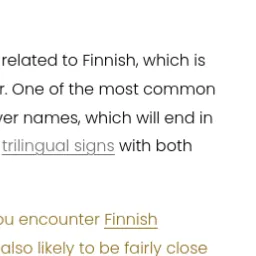 related to Finnish, which is
r. One of the most common
ver names, which will end in
trilingual signs with both
ou encounter Finnish
also likely to be fairly close